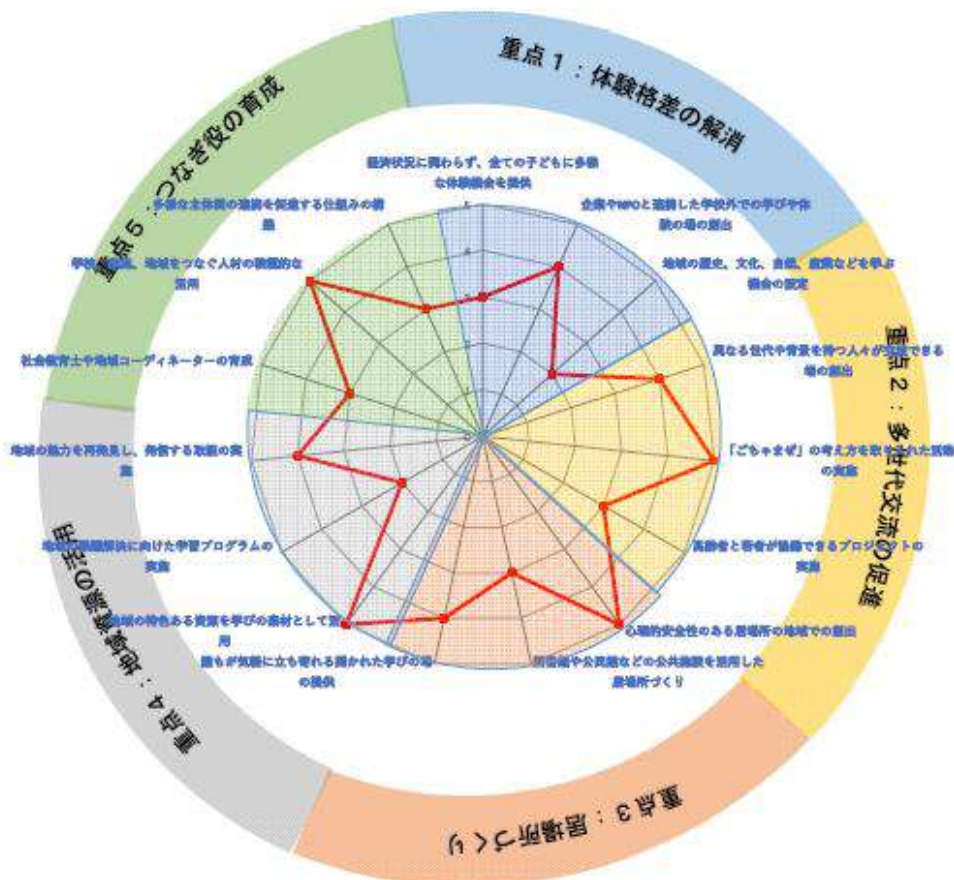 重点1：体験格差の解消
経済状況に関わらず、全ての子どもに多様
な体験機会を提供
企業やNPOと連携した学校外での学びや体
験の場の創出
地域の歴史、文化、自然、産業などを学ぶ
機会の設定
重点2：多世代交流の促進
異なる世代や背景を持つ人々が
できる
場の創出
「ごちゃまぜ」の考え方を取り入れた活動
の実施
高齢者と若者が協働できるプロジェクトの
実施
重点3：居場所づくり
心理的安全性のある居場所の地域での創出
や公民館などの公共施設を活用した
居場所づくり
誰もが気軽に立ち寄れる開かれた学びの場
の提供
重点4：地域資源の活用
地域の特色ある資源を学びの素材として活
用
課題解決に向けた学習プログラムの
実施
地域の魅力を再発見し、発信する取組の実
施
重点5：つなぎ役の育成
社会教育士や地域コーディネーターの育成
地域をつなぐ人材の積極的な
活用
多様な主体間の連携を促進する仕組みの構
築
5
4